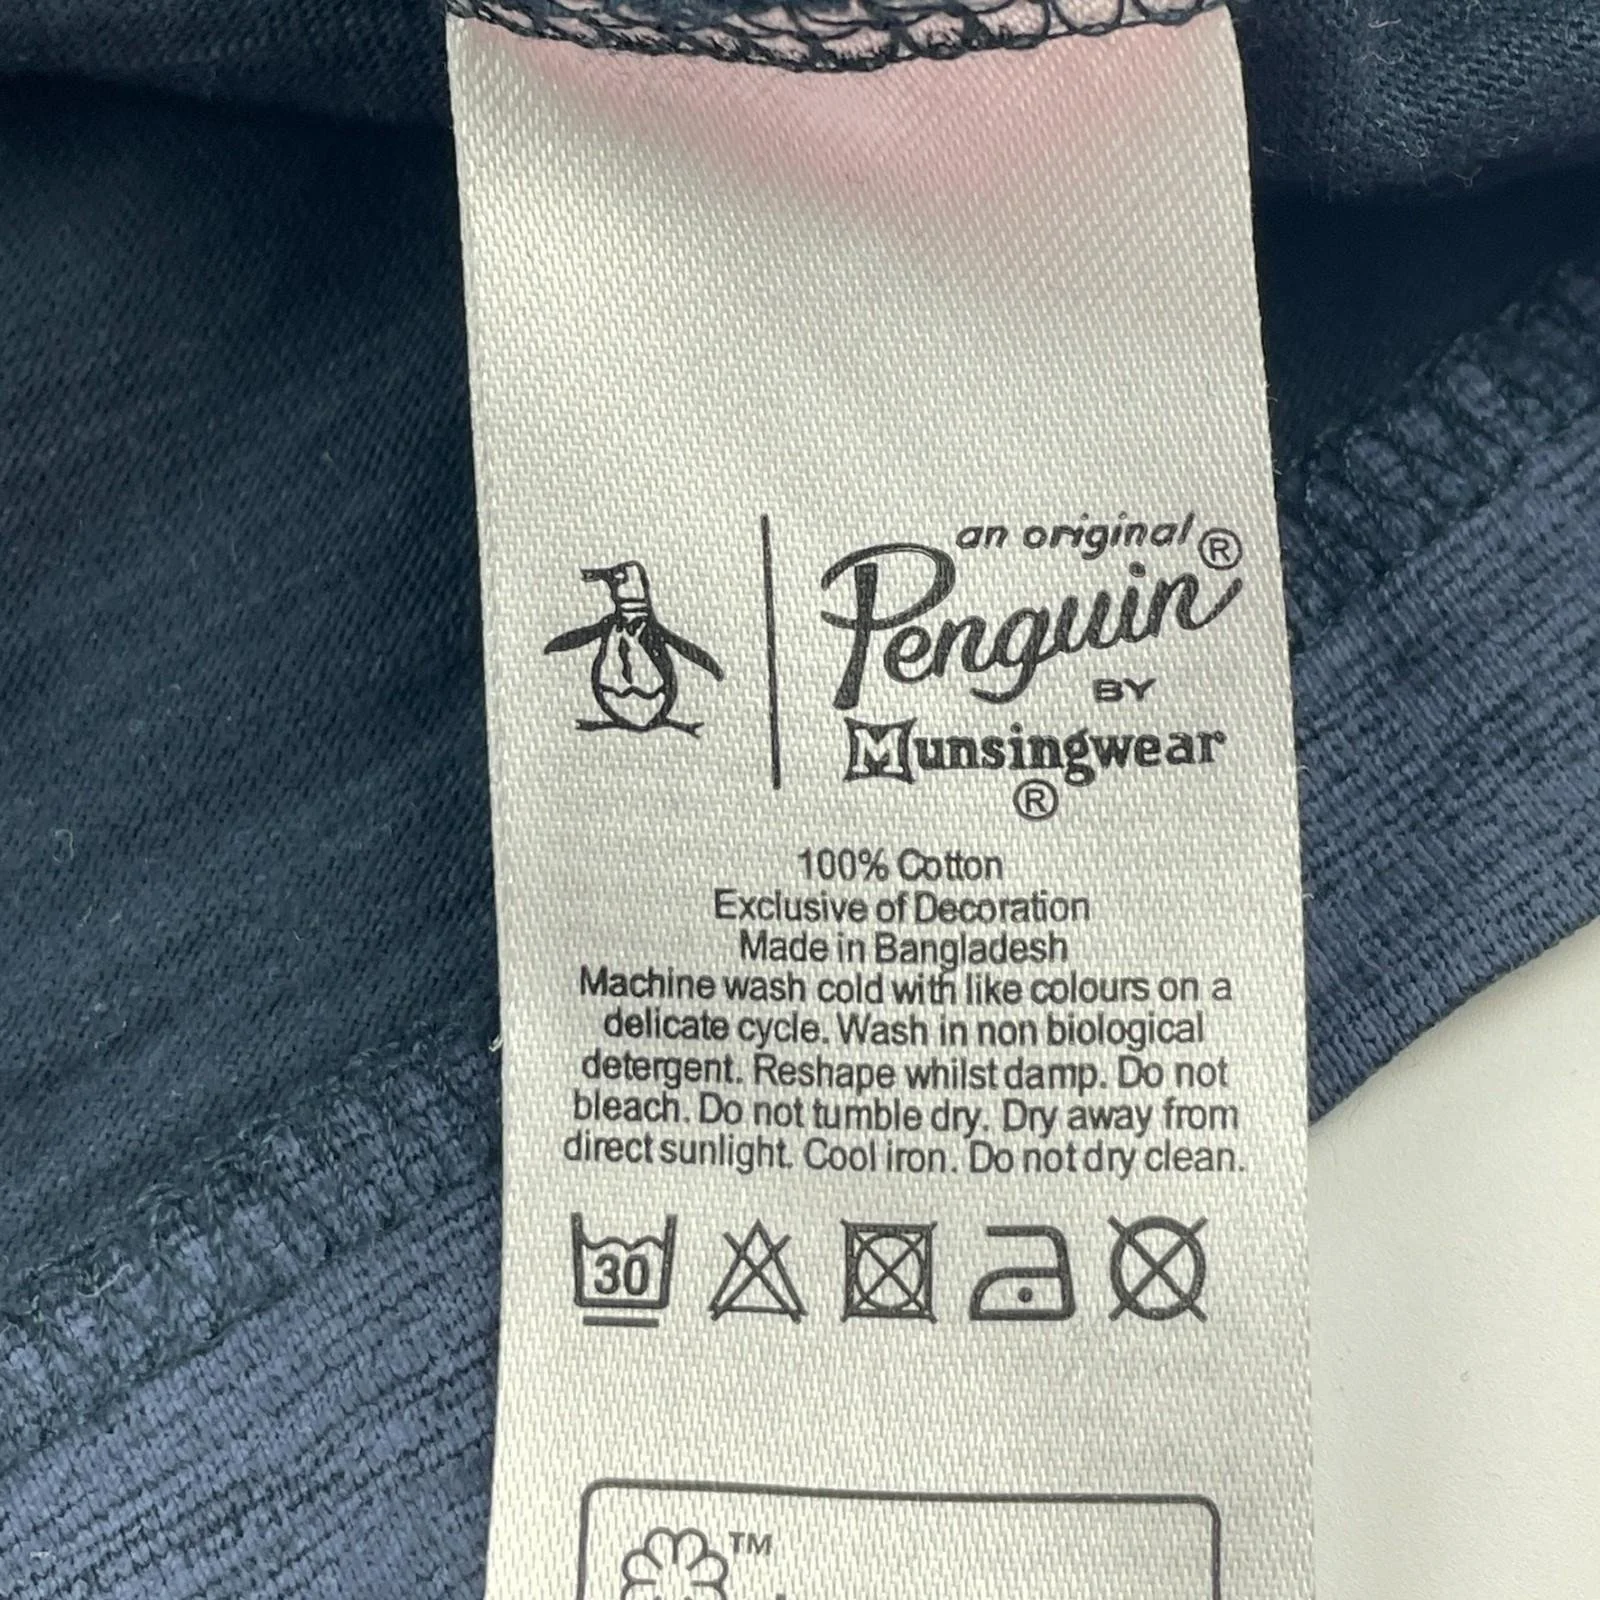 an original ®
Penguin
BY
Munsingwear
®
100% Cotton
Exclusive of Decoration
Made in Bangladesh
Machine wash cold with like colours on a
delicate cycle. Wash in non biological
detergent. Reshape whilst damp. Do not
bleach. Do not tumble dry. Dry away from
direct sunlight. Cool iron. Do not dry clean.
30
TM